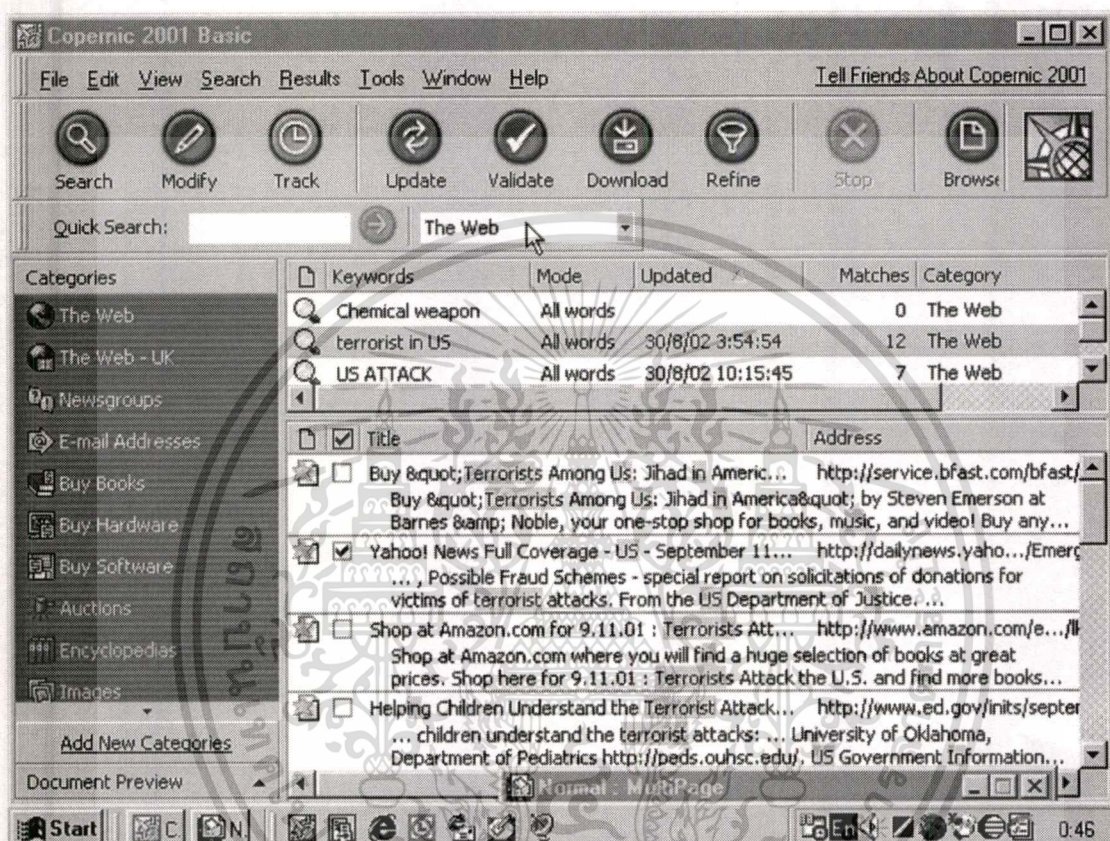 Copernic 2001 Basic
File Edit View Search Results Tools Window Help Tell Friends About Copernic 2001
Search Modify Track Update Validate Download Refine Stop Browse
Quick Search: The Web
Categories
The Web
The Web - UK
Newsgroups
E-mail Addresses
Buy Books
Buy Hardware
Buy Software
Auctions
Encyclopedias
Images
Add New Categories
Document Preview
Keywords Mode Updated Matches Category
Chemical weapon All words 0 The Web
terrorist in US All words 30/8/02 3:54:54 12 The Web
US ATTACK All words 30/8/02 10:15:45 7 The Web
Title Address
Buy &quot;Terrorists Among Us: Jihad in Americ... http://service.bfast.com/bfast/
Buy &quot;Terrorists Among Us: Jihad in America&quot; by Steven Emerson at
Barnes &amp; Noble, your one-stop shop for books, music, and video! Buy any...
Yahoo! News Full Coverage - US - September 11... http://dailynews.yaho.../Emerg
... , Possible Fraud Schemes - special report on solicitations of donations for
victims of terrorist attacks. From the US Department of Justice. ...
Shop at Amazon.com for 9.11.01 : Terrorists Att... http://www.amazon.com/e.../
Shop at Amazon.com where you will find a huge selection of books at great
prices. Shop here for 9.11.01 : Terrorists Attack the U.S. and find more books...
Helping Children Understand the Terrorist Attack... http://www.ed.gov/inits/septer
... children understand the terrorist attacks: ... University of Oklahoma,
Department of Pediatrics http://peds.ouhsc.edu/. US Government Information...
Normal : MultiPage
Start C. N. En 0:46